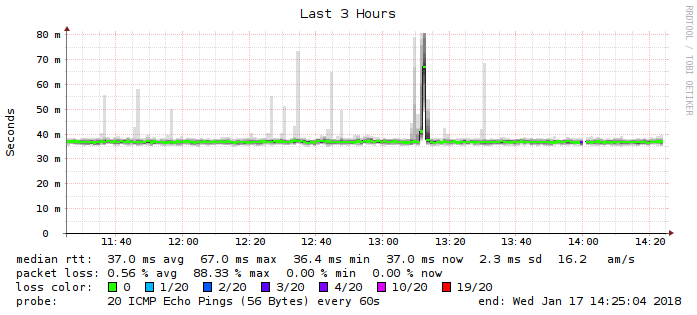 Last 3 Hours
RRDTOOL / TOBI OETIKER
Seconds
80 m
70 m
60 m
50 m
40 m
30 m
20 m
10 m
0
11:40 12:00 12:20 12:40 13:00 13:20 13:40 14:00 14:20
median rtt: 37.0 ms avg 67.0 ms max 36.4 ms min 37.0 ms now 2.3 ms sd 16.2 am/s
packet loss: 0.56 % avg 88.33 % max 0.00 % min 0.00 % now
loss color: 0 1/20 2/20 3/20 4/20 10/20 19/20
probe: 20 ICMP Echo Pings (56 Bytes) every 60s end: Wed Jan 17 14:25:04 2018